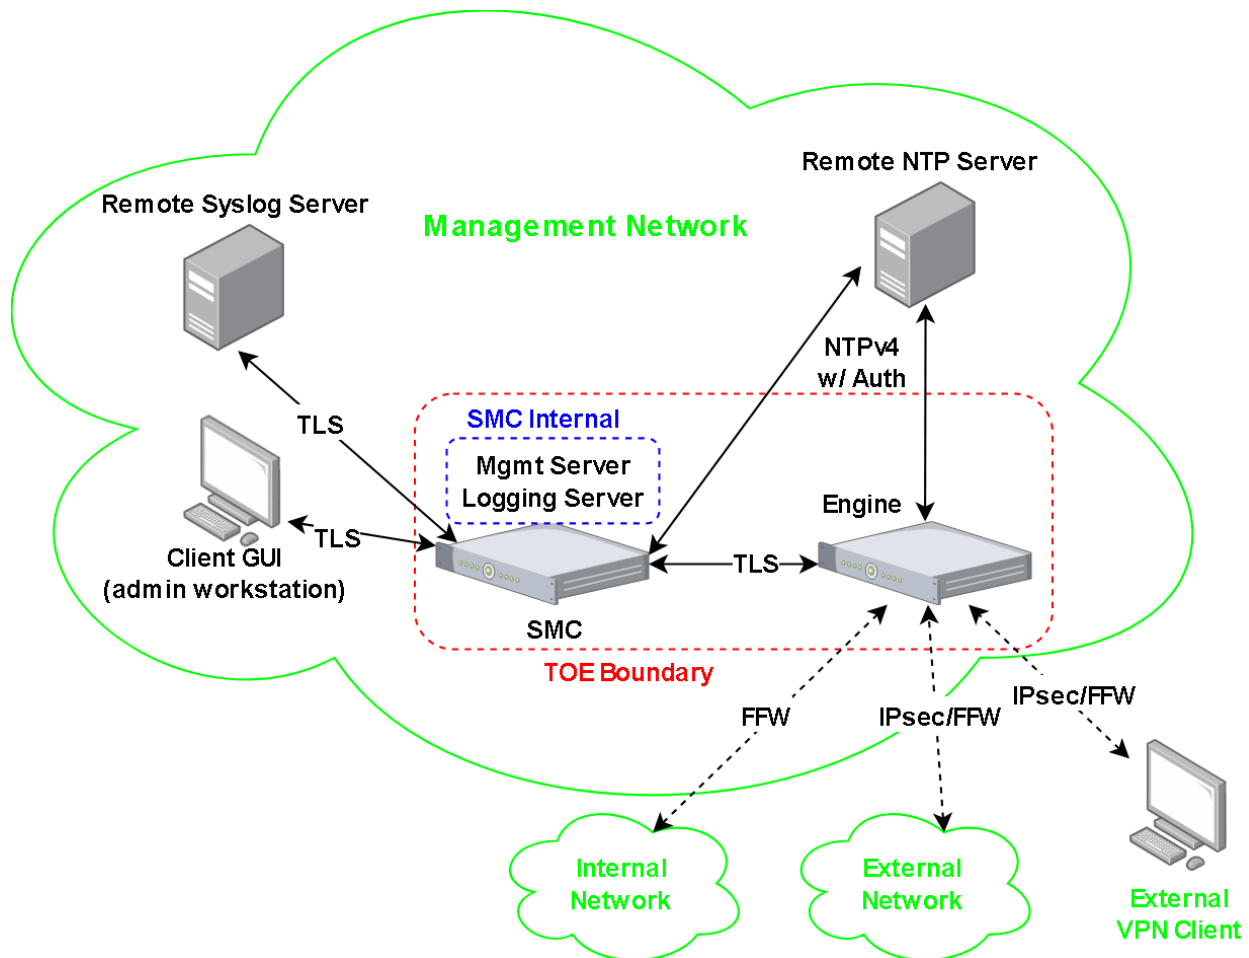 Remote NTP Server
Remote Syslog Server
Management Network
NTPv4
w/ Auth
TLS
SMC Internal
Mgmt Server
Logging Server
Engine
TLS
Client GUI
(admin workstation)
TLS
SMC
TOE Boundary
FFW
IPsec/FFW
IPsec/FFW
Internal
Network
External
Network
External
VPN Client